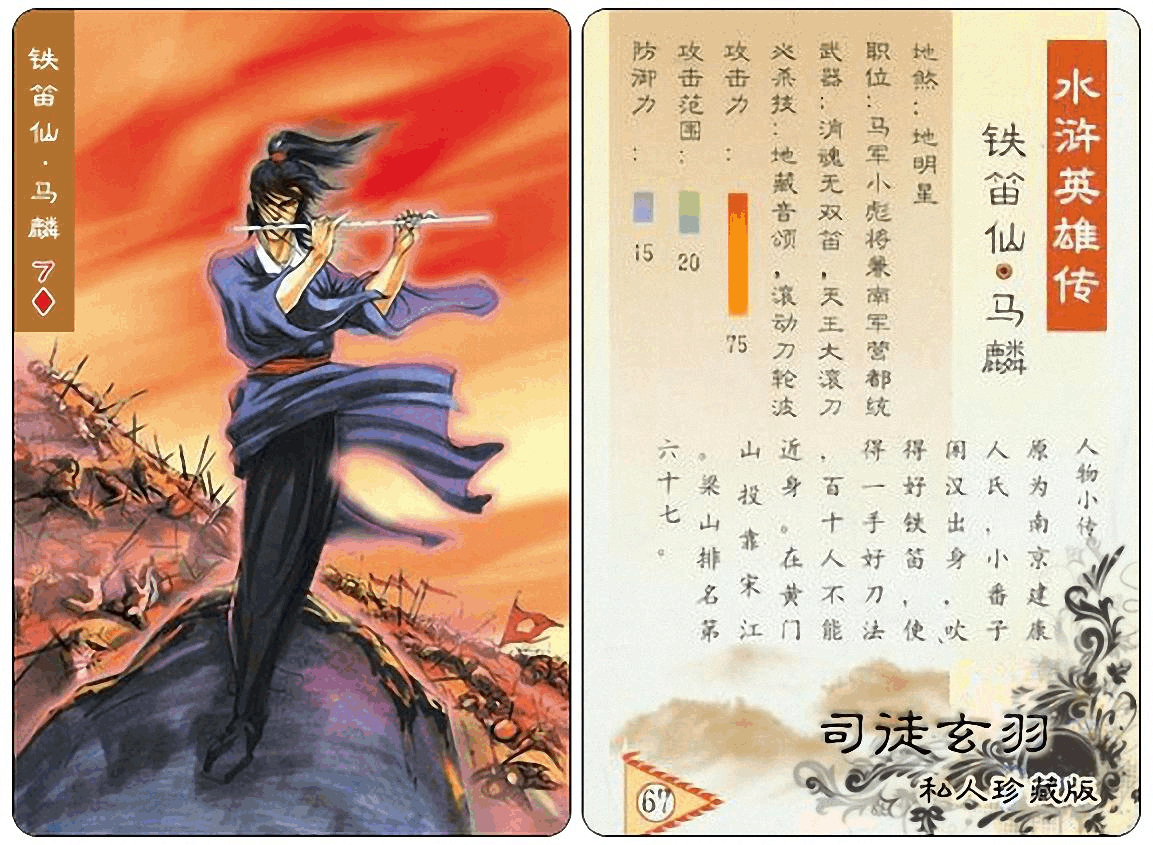 铁笛仙·马麟
7
水浒英雄传
铁笛仙·马麟
地煞：地明星
职位：马军小彪将兼南军营都统
武器：消魂无双笛，天王大滚刀
必杀技：地藏音颂，滚动刀轮波
攻击力：
75
攻击范围：
20
防御力：
15
人物小传
原为南京建康
人氏，小番子
闲汉出身，吹
得好铁笛，使
得一手好刀法
，百十人不能
近身。在黄门
山投靠宋江
。梁山排名第
六十七。
司徒玄羽
私人珍藏版
67